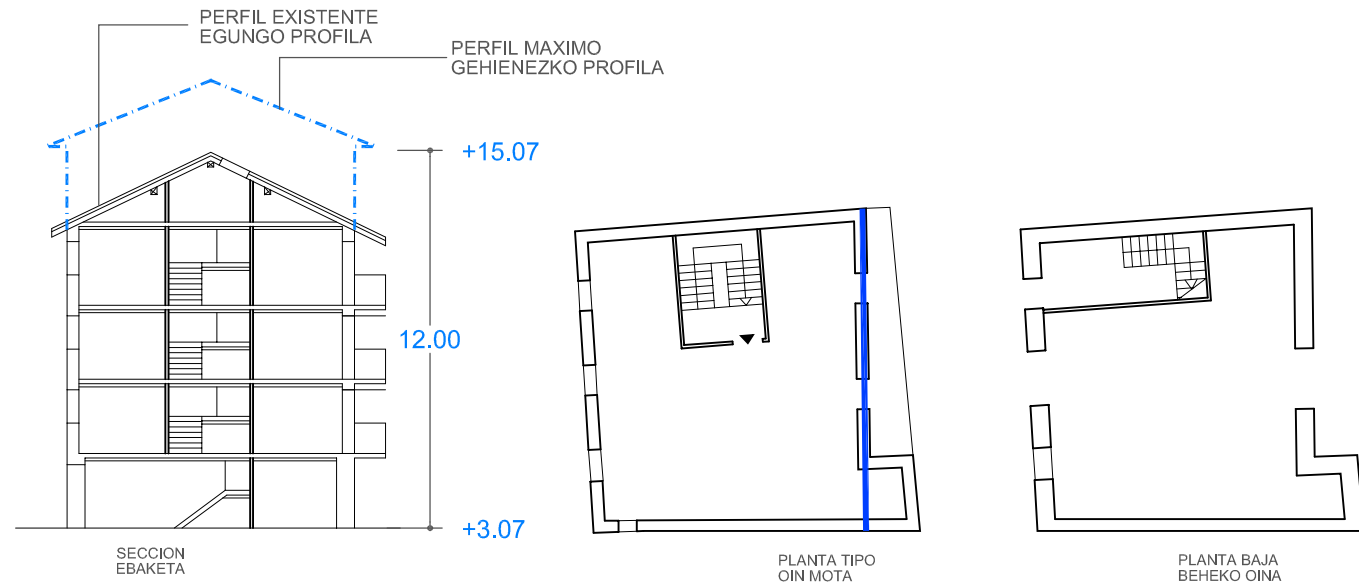 PERFIL EXISTENTE
EGUNGO PROFILA
PERFIL MAXIMO
GEHIENEZKO PROFILA
+15.07
12.00
+3.07
SECCION
EBAKETA
PLANTA TIPO
OIN MOTA
PLANTA BAJA
BEHEKO OINA